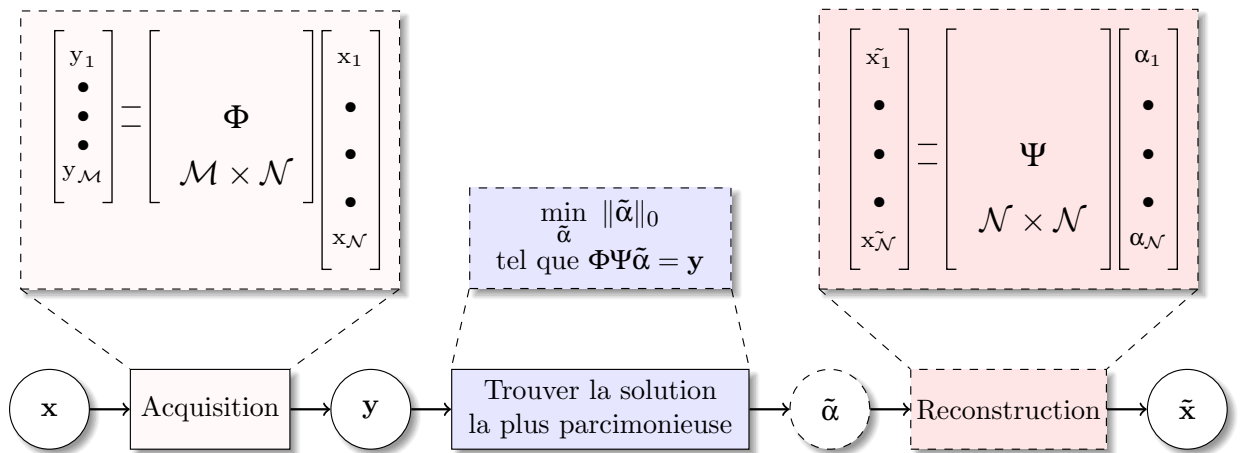 y₁
y_ℳ
=
Φ
ℳ × 𝒩
x₁
x_𝒩
min ‖α̃‖₀
α̃
tel que ΦΨα̃ = y
x̃₁
x̃_𝒩
=
Ψ
𝒩 × 𝒩
α₁
α_𝒩
x
Acquisition
y
Trouver la solution
la plus parcimonieuse
α̃
Reconstruction
x̃